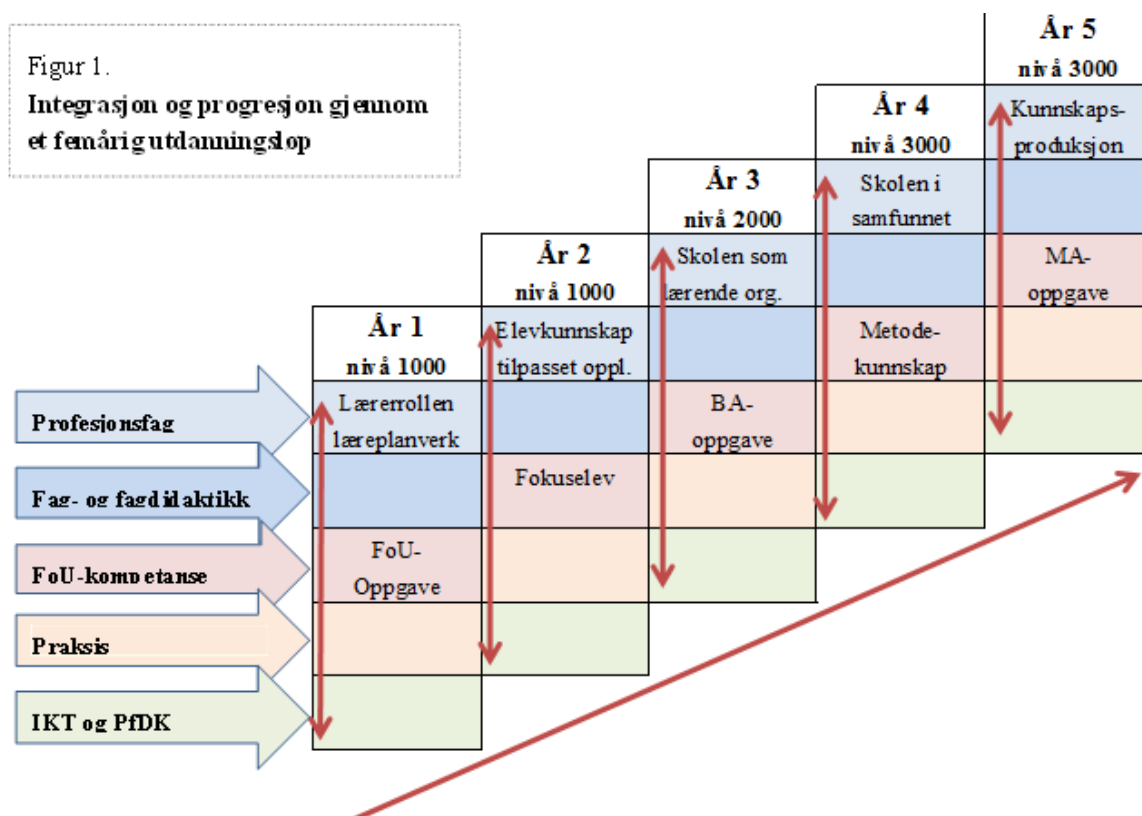 Figur 1.
Integrasjon og progresjon gjennom
et femårig utdanningsløp
År 5
nivå 3000
Kunnskaps-
produksjon
MA-
oppgave
År 4
nivå 3000
Skolen i
samfunnet
Metode-
kunnskap
År 3
nivå 2000
Skolen som
lærende org.
BA-
oppgave
År 2
nivå 1000
Elevkunnskap
tilpasset oppl.
Fokuselev
År 1
nivå 1000
Lærerrollen
læreplanverk
FoU-
Oppgave
Profesjonsfag
Fag- og fagdidaktikk
FoU-kompetanse
Praksis
IKT og PfDK